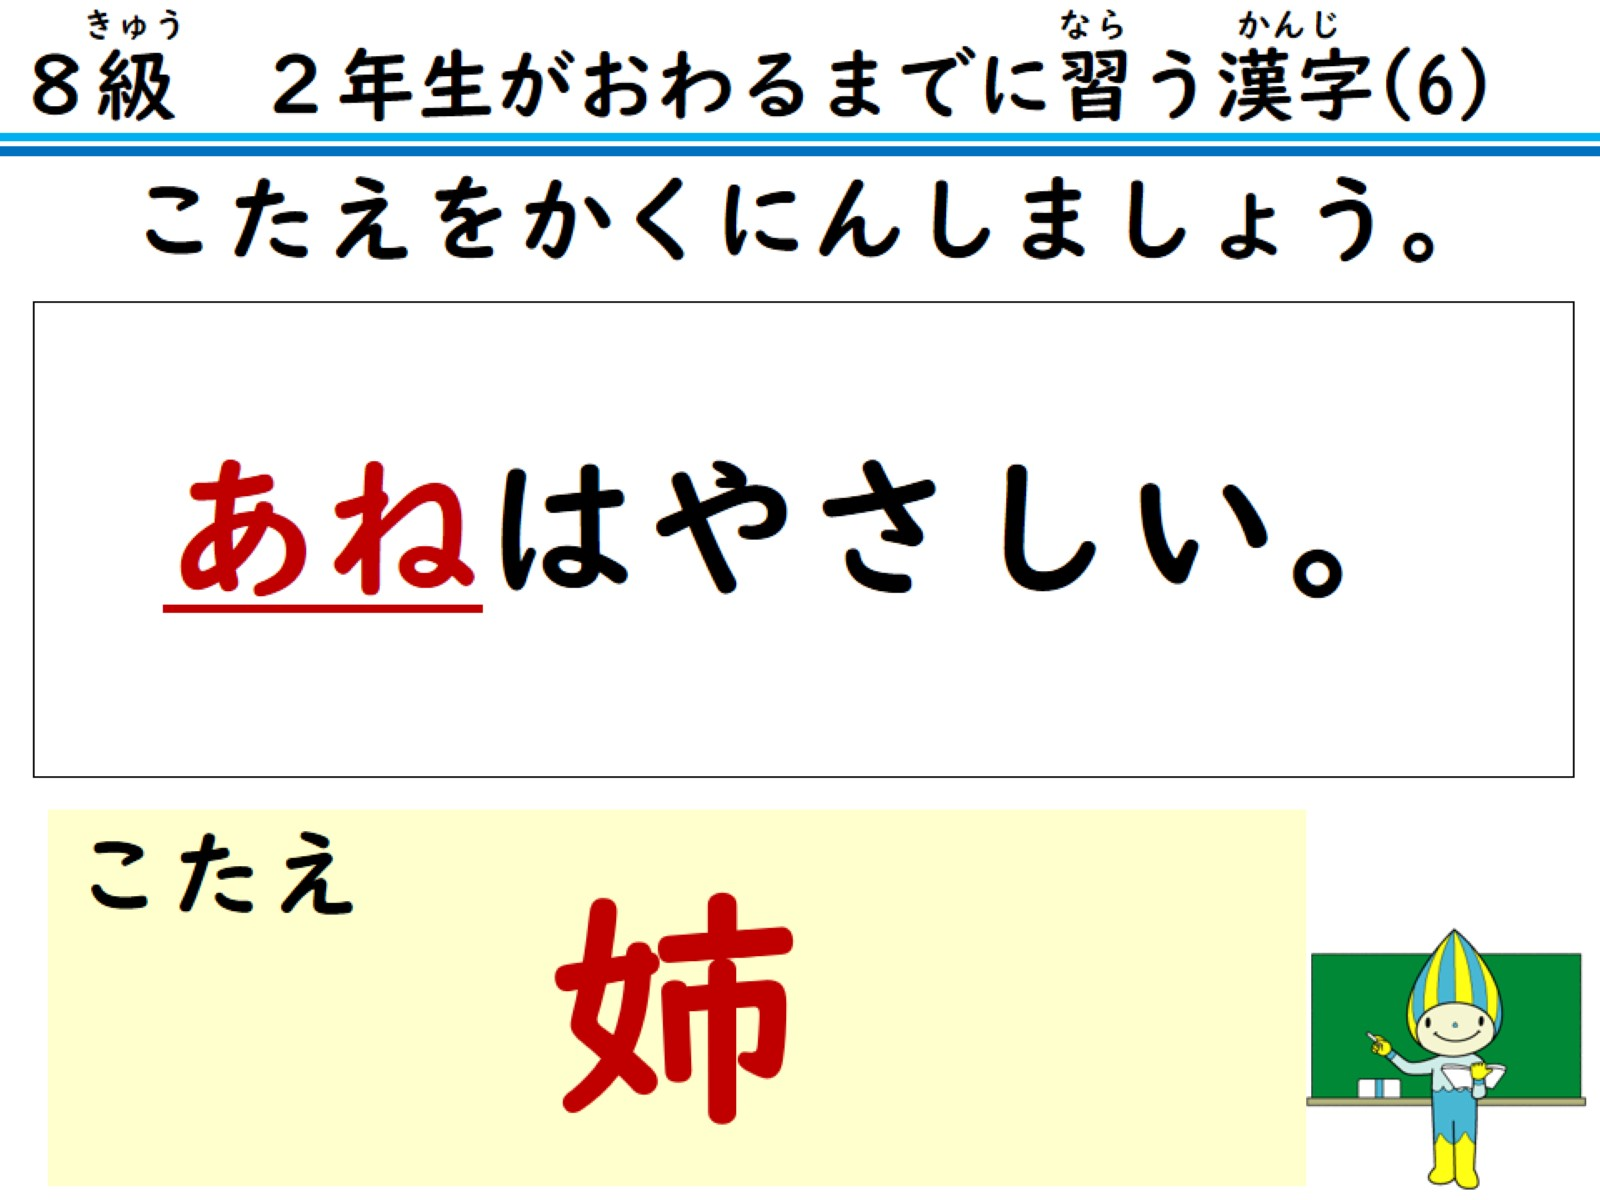 きゅう なら かんじ
8級 2年生がおわるまでに習う漢字(6)
こたえをかくにんしましょう。
あねはやさしい。
こたえ
姉